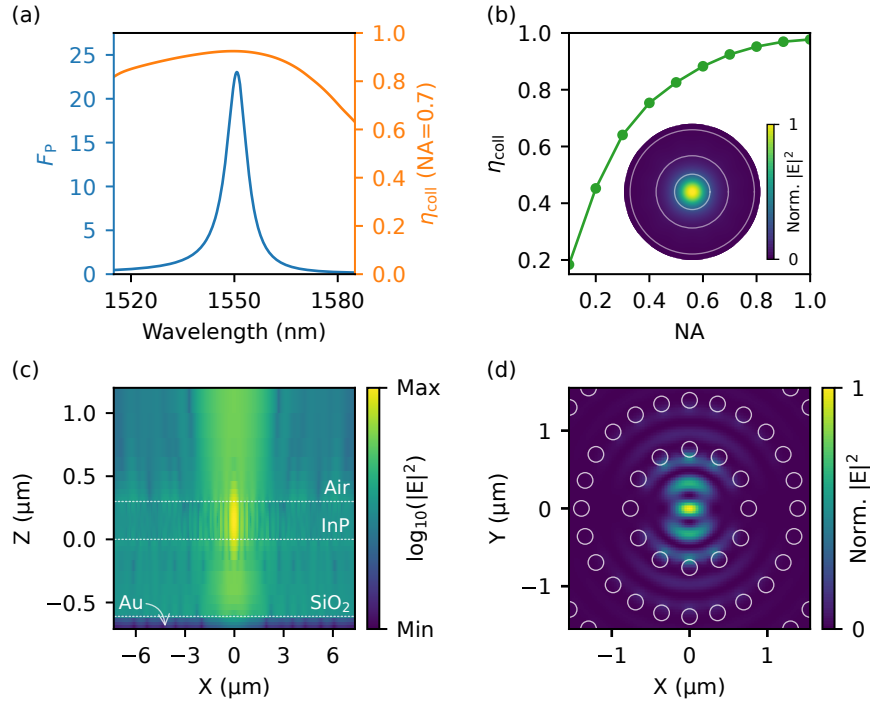 (a)
25
20
15
10
5
0
F_P
1520
1550
1580
Wavelength (nm)
1.0
0.8
0.6
0.4
0.2
0.0
η_coll (NA=0.7)
(b)
1.0
0.8
0.6
0.4
0.2
η_coll
0.2
0.4
0.6
0.8
1.0
NA
1
0
Norm. |E|²
(c)
1.0
0.5
0.0
−0.5
Z (μm)
−6
−3
0
3
6
X (μm)
Air
InP
SiO₂
Au
Max
Min
log₁₀(|E|²)
(d)
1
0
−1
Y (μm)
−1
0
1
X (μm)
1
0
Norm. |E|²